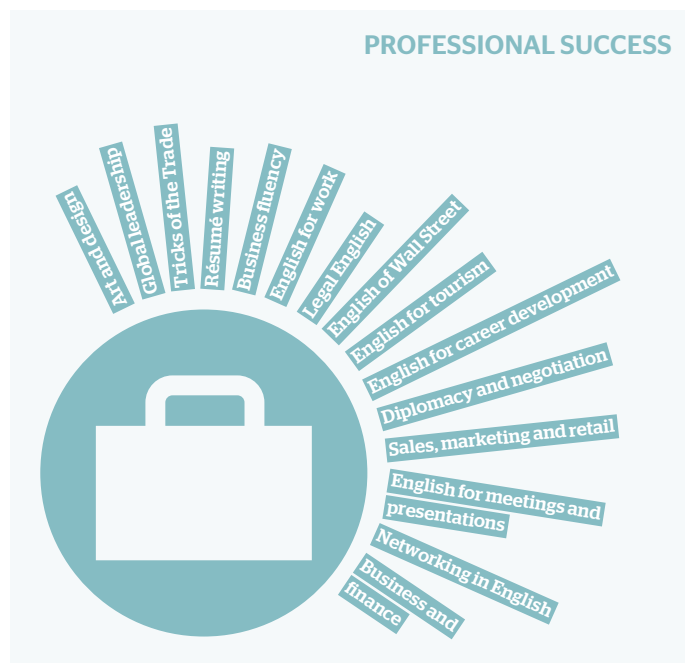 PROFESSIONAL SUCCESS
Art and design
Global leadership
Tricks of the Trade
Résumé writing
Business fluency
English for work
Legal English
English of Wall Street
English for tourism
English for career development
Diplomacy and negotiation
Sales, marketing and retail
English for meetings and
presentations
Networking in English
Business and
finance